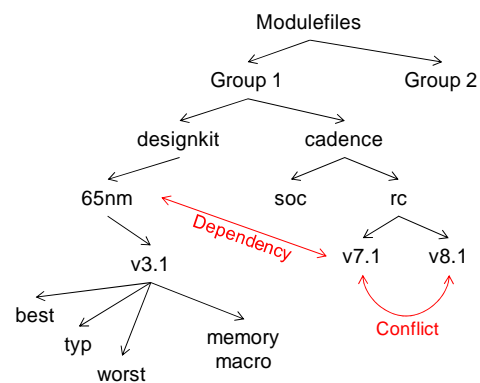 Modulefiles
Group 1
Group 2
designkit
cadence
65nm
soc
rc
Dependency
v3.1
v7.1
v8.1
best
typ
worst
memory
macro
Conflict